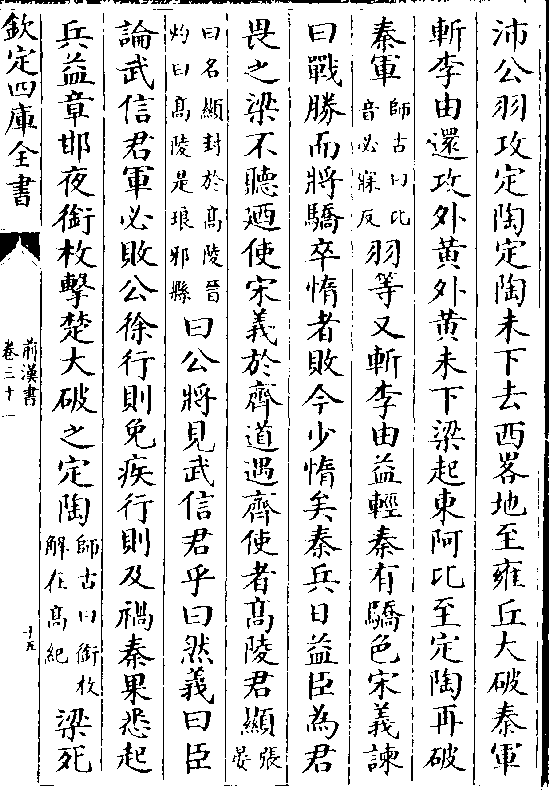 沛公羽攻定陶定陶未下去西畧地至雍丘大破秦軍
斬李由還攻外黃外黃未下梁起東阿比至定陶再破
秦軍師古曰比音必寐反羽等又斬李由益輕秦有驕色宋義諫
曰戰勝而將驕卒惰者敗今少惰矣秦兵日益臣為君
畏之梁不聽廼使宋義於齊道遇齊使者髙陵君顯張晏
曰名顯封於髙陵晉灼曰髙陵是琅邪縣曰公將見武信君乎曰然義曰臣
論武信君軍必敗公徐行則免疾行則及禍秦果悉起
兵益章邯夜銜枚擊楚大破之定陶師古曰銜枚解在髙紀梁死
欽定四庫全書
前漢書
卷三十一
十五